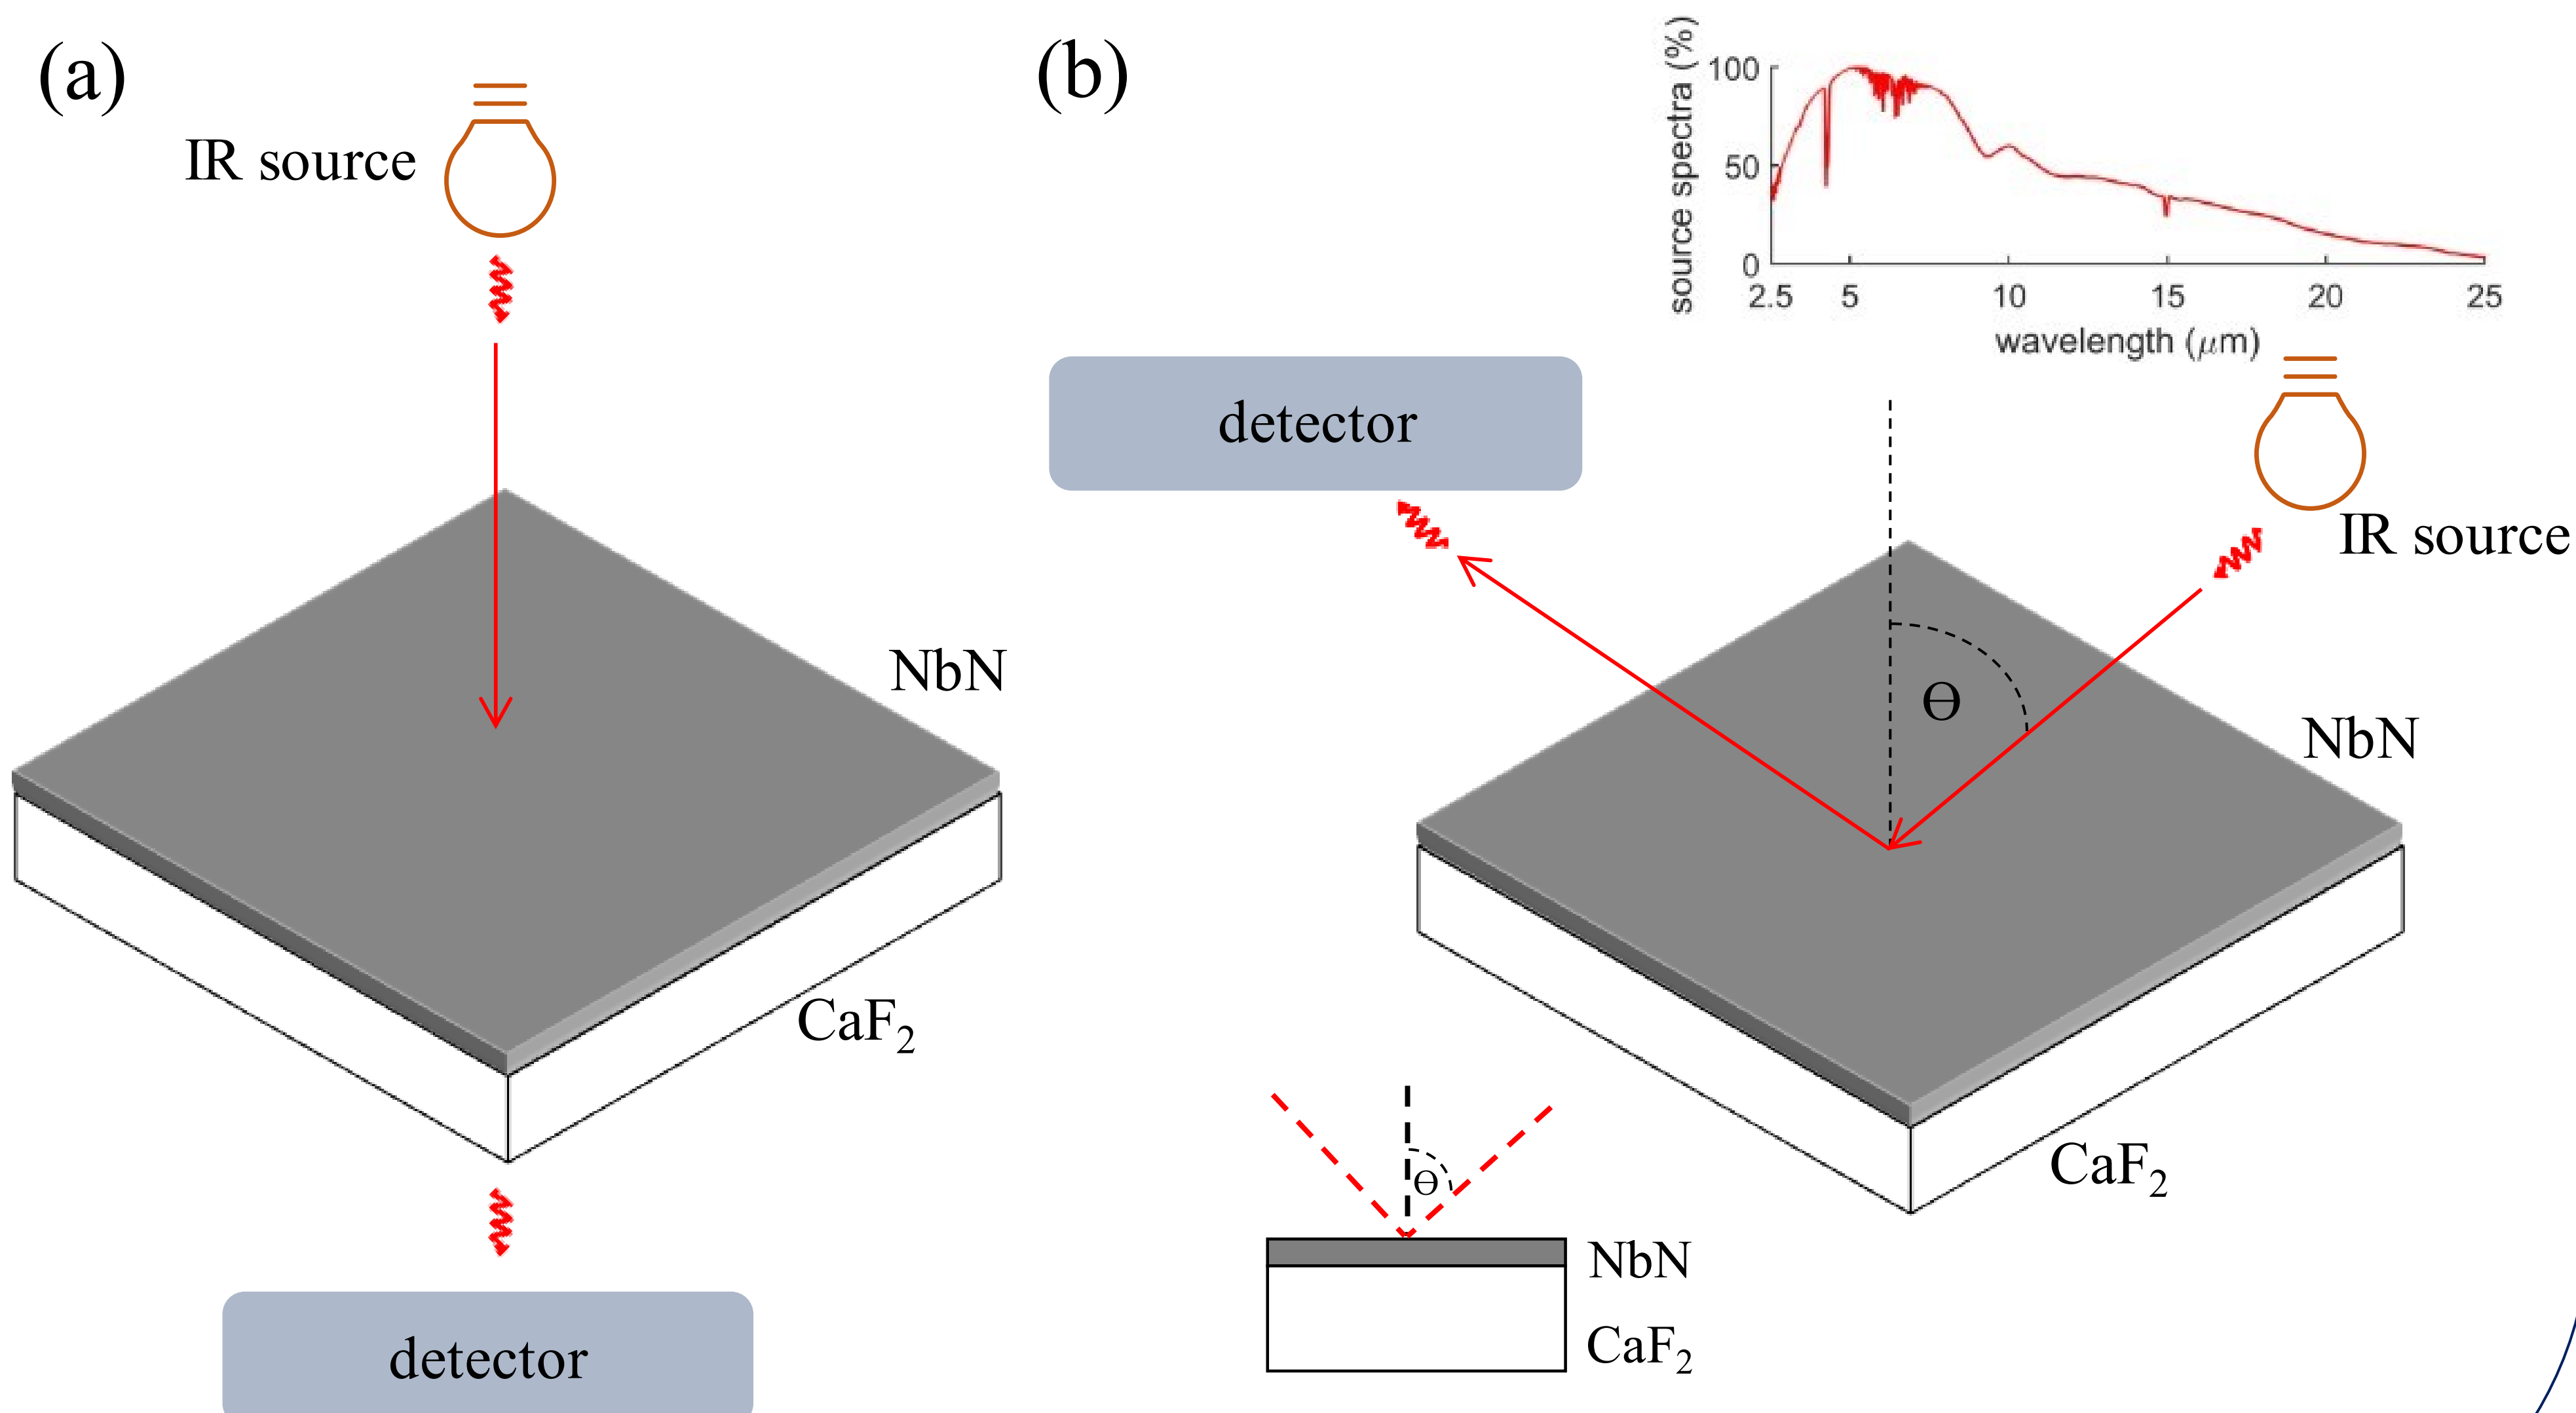 (a)
IR source
NbN
CaF₂
detector
(b)
source spectra (%)
100
50
0
2.5 5 10 15 20 25
wavelength (μm)
detector
IR source
Θ
NbN
CaF₂
Θ
NbN
CaF₂